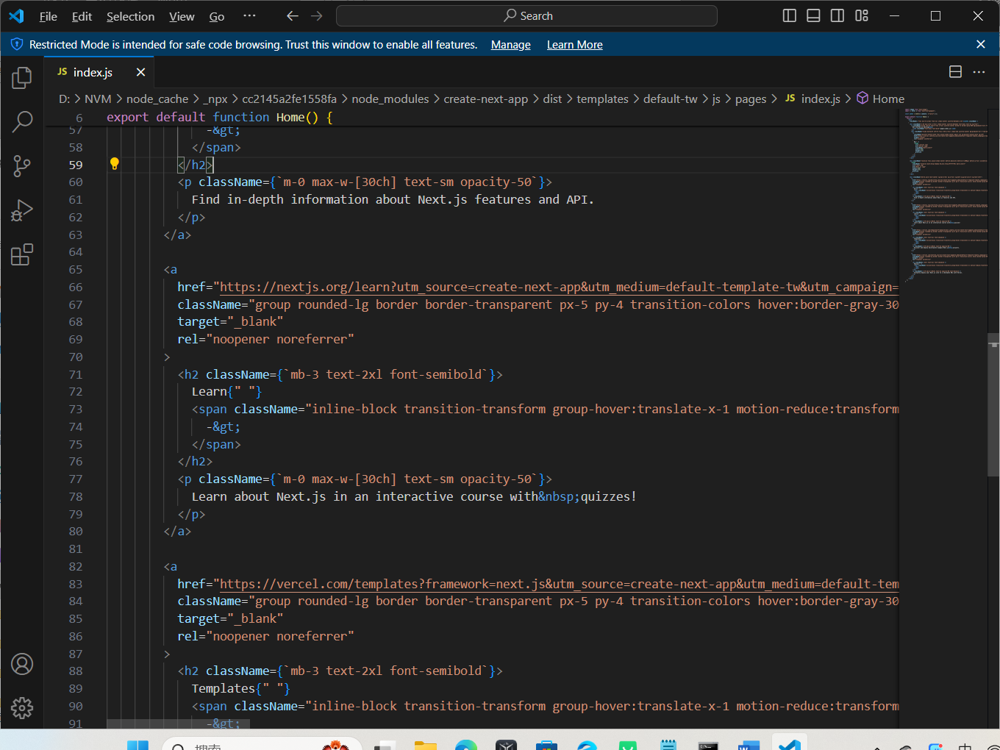 File Edit Selection View Go ··· Search
Restricted Mode is intended for safe code browsing. Trust this window to enable all features. Manage Learn More
JS index.js
D: > NVM > node_cache > _npx > cc2145a2fe1558fa > node_modules > create-next-app > dist > templates > default-tw > js > pages > JS index.js > Home
6 export default function Home() {
57 -&gt;
58 </span>
59 </h2>
60 <p className={`m-0 max-w-[30ch] text-sm opacity-50`}>
61 Find in-depth information about Next.js features and API.
62 </p>
63 </a>
64
65 <a
66 href="https://nextjs.org/learn?utm_source=create-next-app&utm_medium=default-template-tw&utm_campaign=
67 className="group rounded-lg border border-transparent px-5 py-4 transition-colors hover:border-gray-30
68 target="_blank"
69 rel="noopener noreferrer"
70 >
71 <h2 className={`mb-3 text-2xl font-semibold`}>
72 Learn{" "}
73 <span className="inline-block transition-transform group-hover:translate-x-1 motion-reduce:transform
74 -&gt;
75 </span>
76 </h2>
77 <p className={`m-0 max-w-[30ch] text-sm opacity-50`}>
78 Learn about Next.js in an interactive course with&nbsp;quizzes!
79 </p>
80 </a>
81
82 <a
83 href="https://vercel.com/templates?framework=next.js&utm_source=create-next-app&utm_medium=default-tem
84 className="group rounded-lg border border-transparent px-5 py-4 transition-colors hover:border-gray-30
85 target="_blank"
86 rel="noopener noreferrer"
87 >
88 <h2 className={`mb-3 text-2xl font-semibold`}>
89 Templates{" "}
90 <span className="inline-block transition-transform group-hover:translate-x-1 motion-reduce:transform
91 -&gt;
搜索